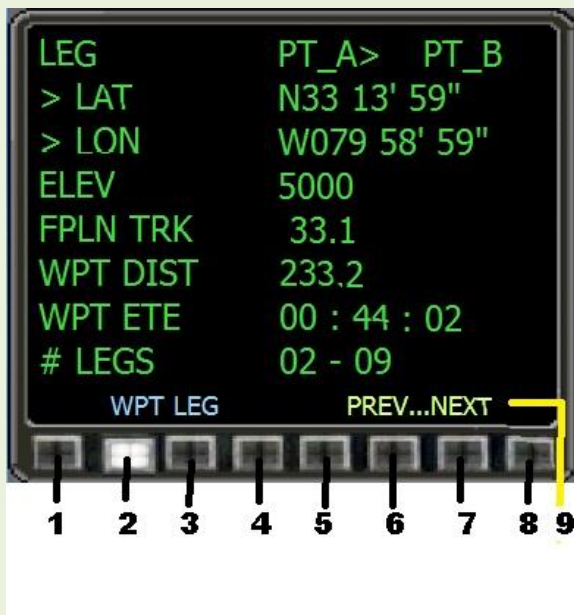 LEG PT_A> PT_B
> LAT N33 13' 59"
> LON W079 58' 59"
ELEV 5000
FPLN TRK 33.1
WPT DIST 233.2
WPT ETE 00 : 44 : 02
# LEGS 02 - 09
WPT LEG PREV...NEXT
1 2 3 4 5 6 7 8 9